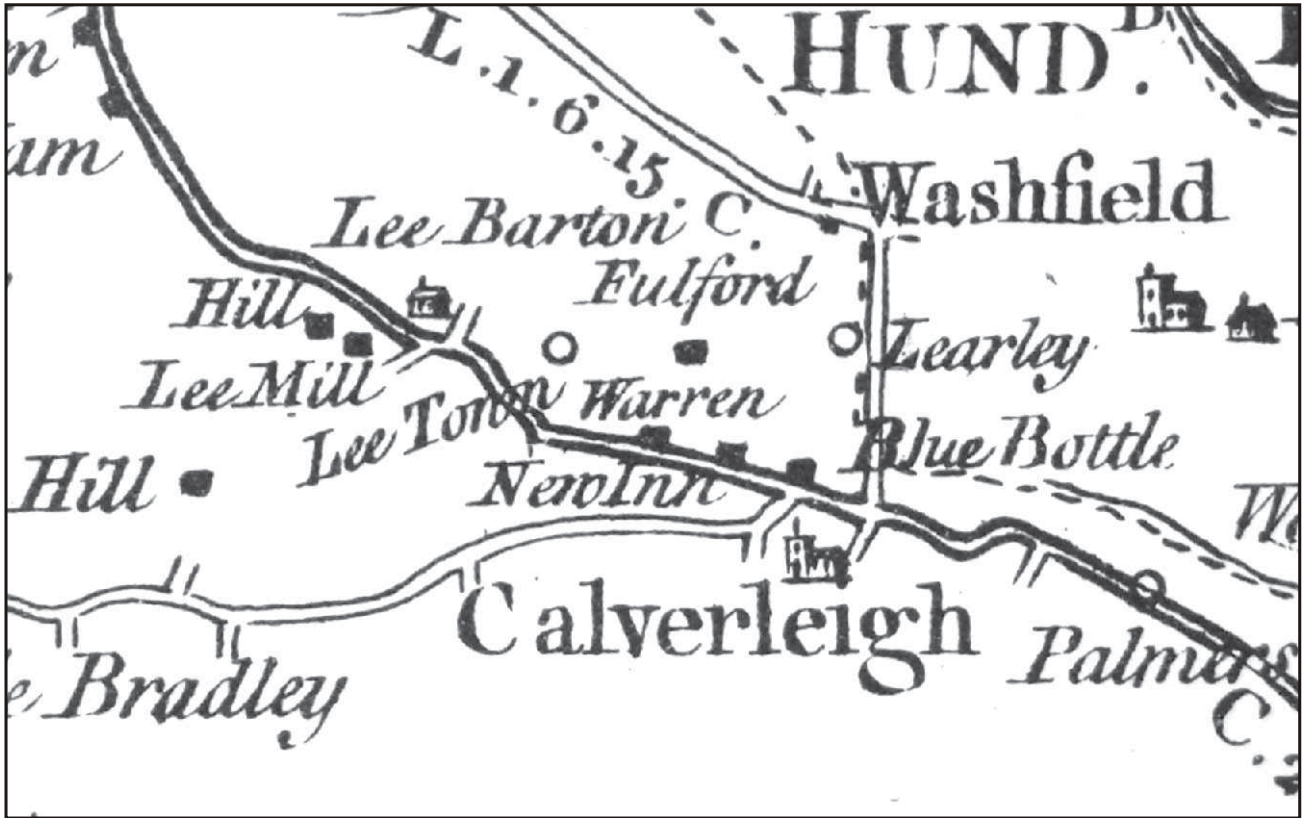 HUND.
L.1.6.15.C.
Washfield
Lee Barton
Fulford
Hill
Learley
Lee Mill
Lee Town
Warren
Blue Bottle
Hill
New Inn
Calverleigh
Bradley
Palmers
C.